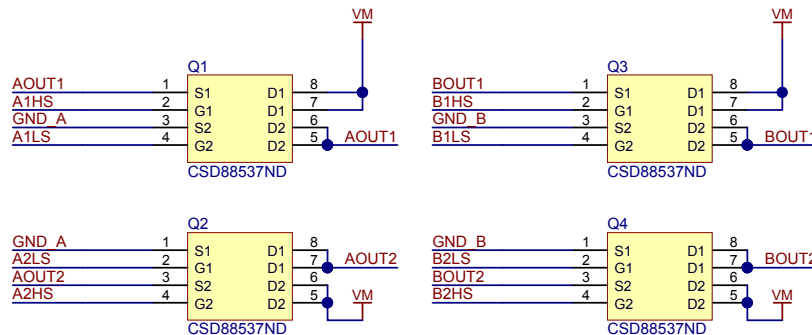 VM VM
Q1 Q3
AOUT1 1 S1 D1 8 BOUT1 1 S1 D1 8
A1HS 2 G1 D1 7 B1HS 2 G1 D1 7
GND_A 3 S2 D2 6 GND_B 3 S2 D2 6
A1LS 4 G2 D2 5 AOUT1 B1LS 4 G2 D2 5 BOUT1
CSD88537ND CSD88537ND
Q2 Q4
GND_A 1 S1 D1 8 GND_B 1 S1 D1 8
A2LS 2 G1 D1 7 AOUT2 B2LS 2 G1 D1 7 BOUT2
AOUT2 3 S2 D2 6 BOUT2 3 S2 D2 6
A2HS 4 G2 D2 5 VM B2HS 4 G2 D2 5 VM
CSD88537ND CSD88537ND